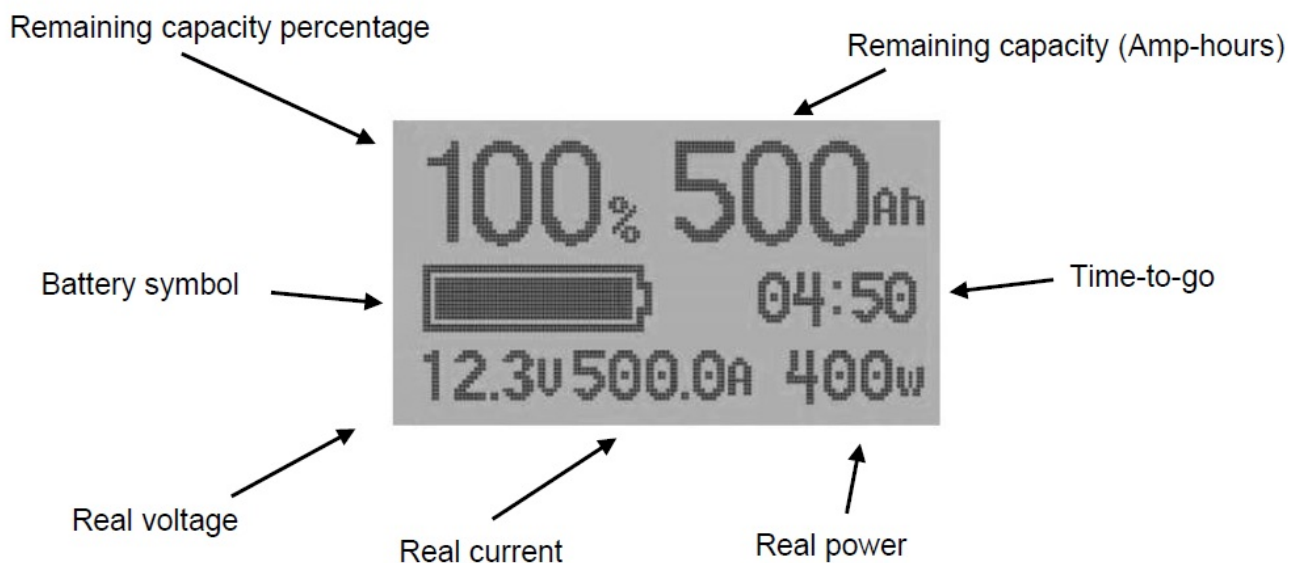 Remaining capacity percentage
Remaining capacity (Amp-hours)
100% 500Ah
Battery symbol
04:50
Time-to-go
12.3V 500.0A 400w
Real voltage
Real current
Real power